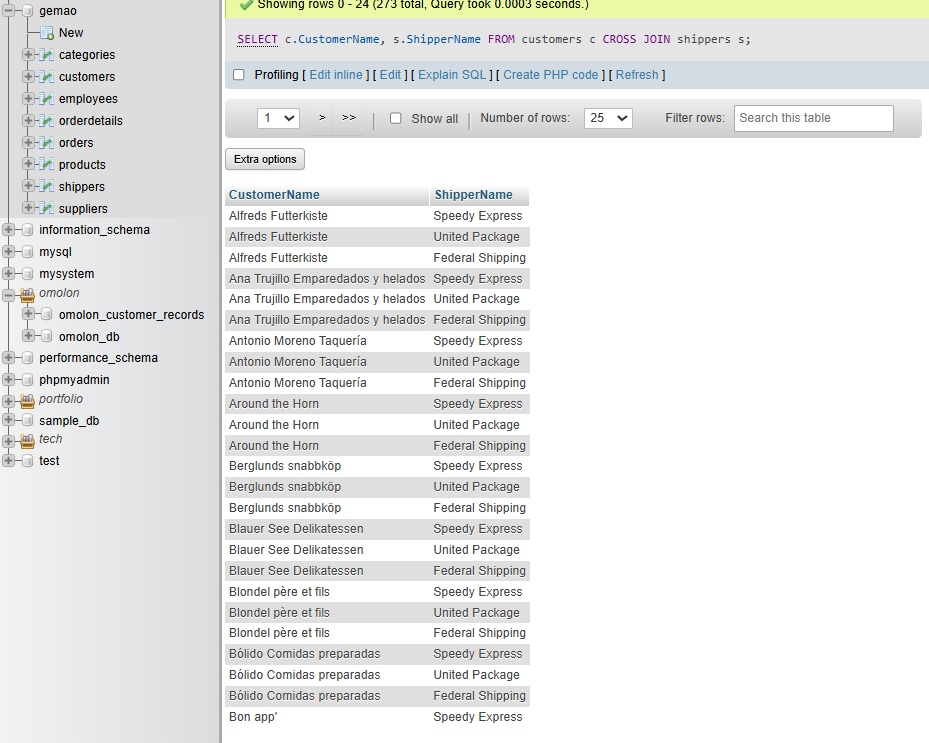 gemao
New
categories
customers
employees
orderdetails
orders
products
shippers
suppliers
information_schema
mysql
mysystem
omolon
omolon_customer_records
omolon_db
performance_schema
phpmyadmin
portfolio
sample_db
tech
test
Showing rows 0 - 24 (273 total, Query took 0.0003 seconds.)
SELECT c.CustomerName, s.ShipperName FROM customers c CROSS JOIN shippers s;
Profiling [ Edit inline ] [ Edit ] [ Explain SQL ] [ Create PHP code ] [ Refresh ]
1 > >> | Show all | Number of rows: 25 Filter rows: Search this table
Extra options
CustomerName ShipperName
Alfreds Futterkiste Speedy Express
Alfreds Futterkiste United Package
Alfreds Futterkiste Federal Shipping
Ana Trujillo Emparedados y helados Speedy Express
Ana Trujillo Emparedados y helados United Package
Ana Trujillo Emparedados y helados Federal Shipping
Antonio Moreno Taquería Speedy Express
Antonio Moreno Taquería United Package
Antonio Moreno Taquería Federal Shipping
Around the Horn Speedy Express
Around the Horn United Package
Around the Horn Federal Shipping
Berglunds snabbköp Speedy Express
Berglunds snabbköp United Package
Berglunds snabbköp Federal Shipping
Blauer See Delikatessen Speedy Express
Blauer See Delikatessen United Package
Blauer See Delikatessen Federal Shipping
Blondel père et fils Speedy Express
Blondel père et fils United Package
Blondel père et fils Federal Shipping
Bólido Comidas preparadas Speedy Express
Bólido Comidas preparadas United Package
Bólido Comidas preparadas Federal Shipping
Bon app' Speedy Express